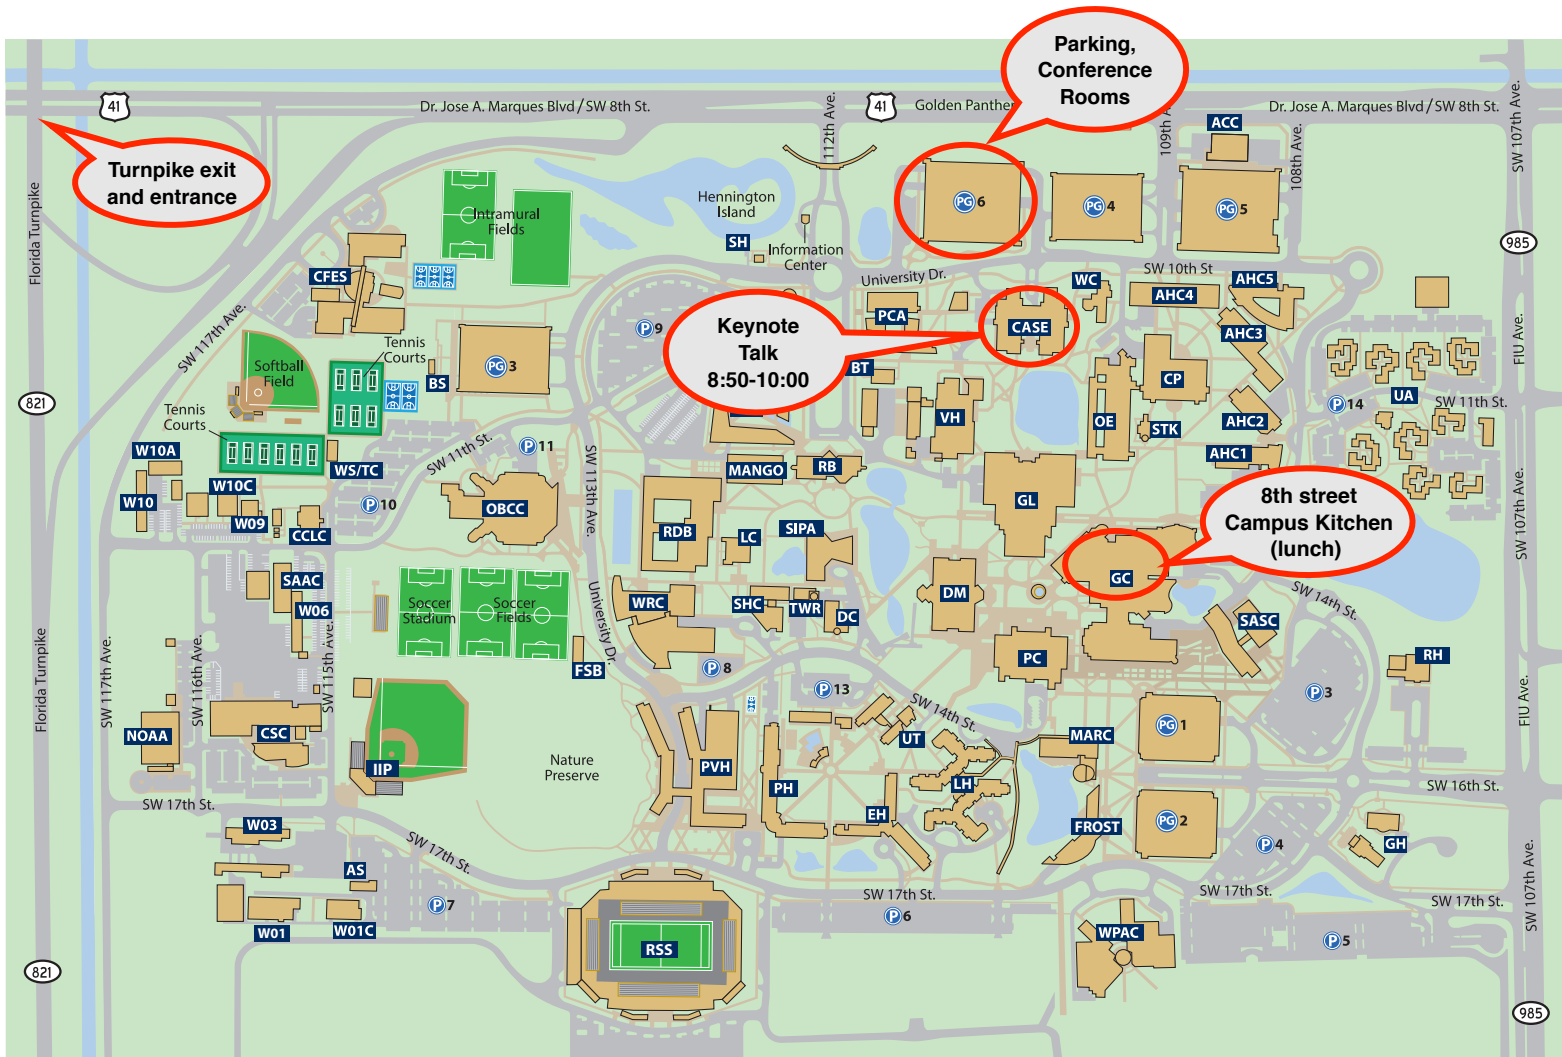 Parking,
Conference
Rooms
41
Dr. Jose A. Marques Blvd / SW 8th St.
112th Ave.
41
Golden Panther
109th A
ACC
108th Ave.
Dr. Jose A. Marques Blvd / SW 8th St.
SW 107th Ave.
Turnpike exit
and entrance
Florida Turnpike
Intramural
Fields
Hennington
Island
SH
Information
Center
PG 6
PG 4
PG 5
985
CFES
University Dr.
WC
SW 10th St
AHC4
AHC5
SW 117th Ave.
P 9
Keynote
Talk
8:50-10:00
PCA
CASE
AHC3
FIU Ave.
Softball
Field
Tennis
Courts
BS
PG 3
BT
CP
821
Tennis
Courts
VH
OE
STK
AHC2
P 14
UA
SW 11th St.
W10A
WS/TC
SW 11th St.
P 11
SW 113th Ave.
MANGO
RB
AHC1
W10C
W10
P 10
OBCC
GL
8th street
Campus Kitchen
(lunch)
SW 107th Ave.
W09
CCLC
RDB
LC
SIPA
SAAC
W06
Soccer
Stadium
Soccer
Fields
WRC
SHC
TWR
DC
DM
GC
SW 14th St.
SASC
University Dr.
Florida Turnpike
SW 117th Ave.
SW 116th Ave.
SW 115th Ave.
FSB
P 8
P 13
PC
RH
P 3
SW 14th St.
PG 1
FIU Ave.
NOAA
CSC
IIP
Nature
Preserve
PVH
UT
MARC
PH
LH
SW 16th St.
SW 17th St.
EH
FROST
PG 2
W03
SW 17th St.
P 4
GH
AS
P 7
SW 17th St.
P 6
SW 17th St.
SW 17th St.
SW 107th Ave.
W01
W01C
RSS
WPAC
P 5
821
985